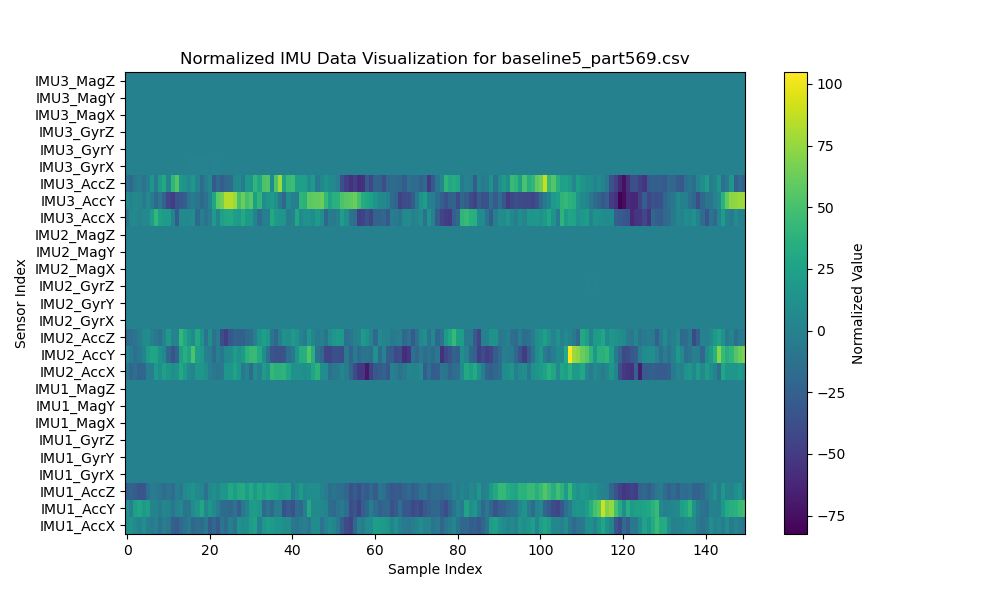 Normalized IMU Data Visualization for baseline5_part569.csv
IMU3_MagZ
IMU3_MagY
IMU3_MagX
IMU3_GyrZ
IMU3_GyrY
IMU3_GyrX
IMU3_AccZ
IMU3_AccY
IMU3_AccX
IMU2_MagZ
IMU2_MagY
IMU2_MagX
IMU2_GyrZ
IMU2_GyrY
IMU2_GyrX
IMU2_AccZ
IMU2_AccY
IMU2_AccX
IMU1_MagZ
IMU1_MagY
IMU1_MagX
IMU1_GyrZ
IMU1_GyrY
IMU1_GyrX
IMU1_AccZ
IMU1_AccY
IMU1_AccX
Sensor Index
0 20 40 60 80 100 120 140
Sample Index
100
75
50
25
0
−25
−50
−75
Normalized Value